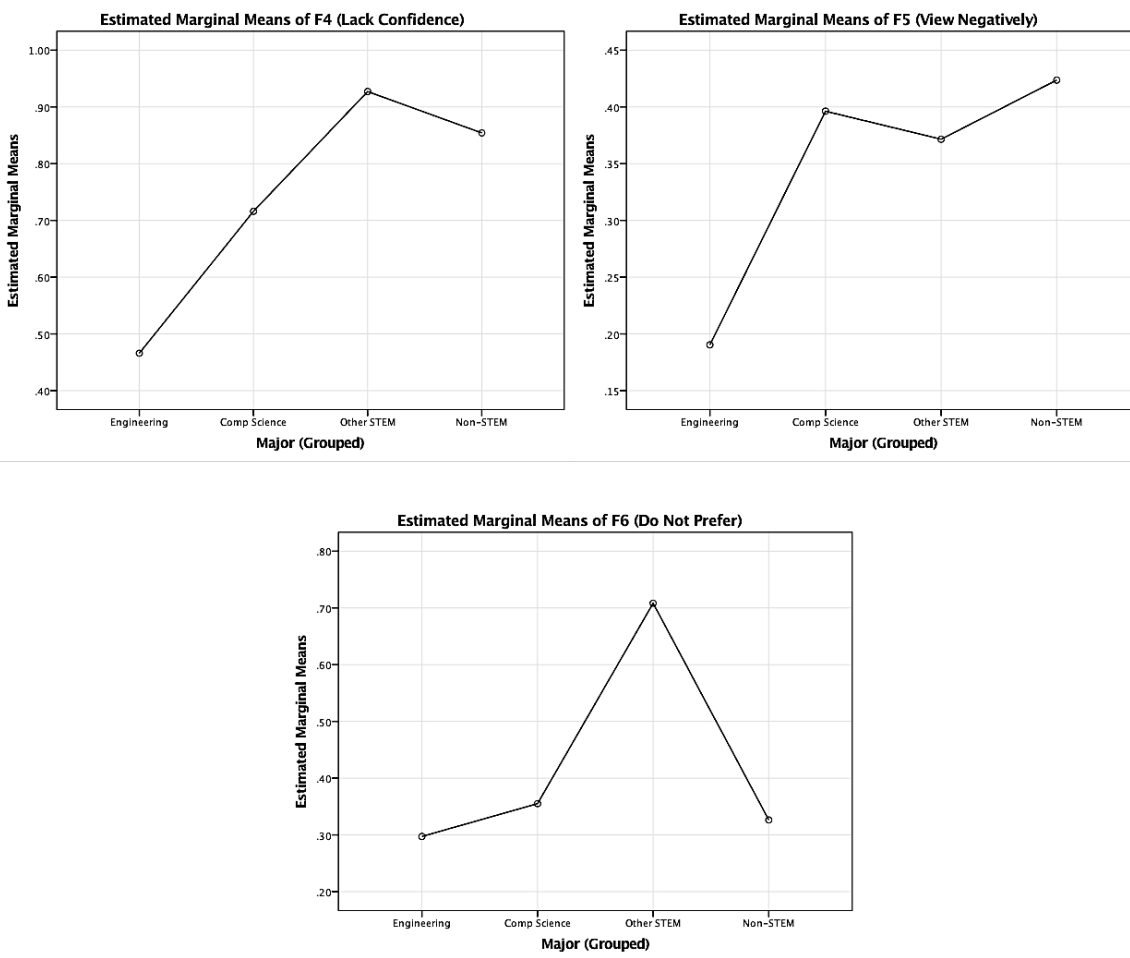 Estimated Marginal Means of F4 (Lack Confidence)
Estimated Marginal Means
1.00
.90
.80
.70
.60
.50
.40
Engineering
Comp Science
Other STEM
Non-STEM
Major (Grouped)
Estimated Marginal Means of F5 (View Negatively)
Estimated Marginal Means
.45
.40
.35
.30
.25
.20
.15
Engineering
Comp Science
Other STEM
Non-STEM
Major (Grouped)
Estimated Marginal Means of F6 (Do Not Prefer)
Estimated Marginal Means
.80
.70
.60
.50
.40
.30
.20
Engineering
Comp Science
Other STEM
Non-STEM
Major (Grouped)